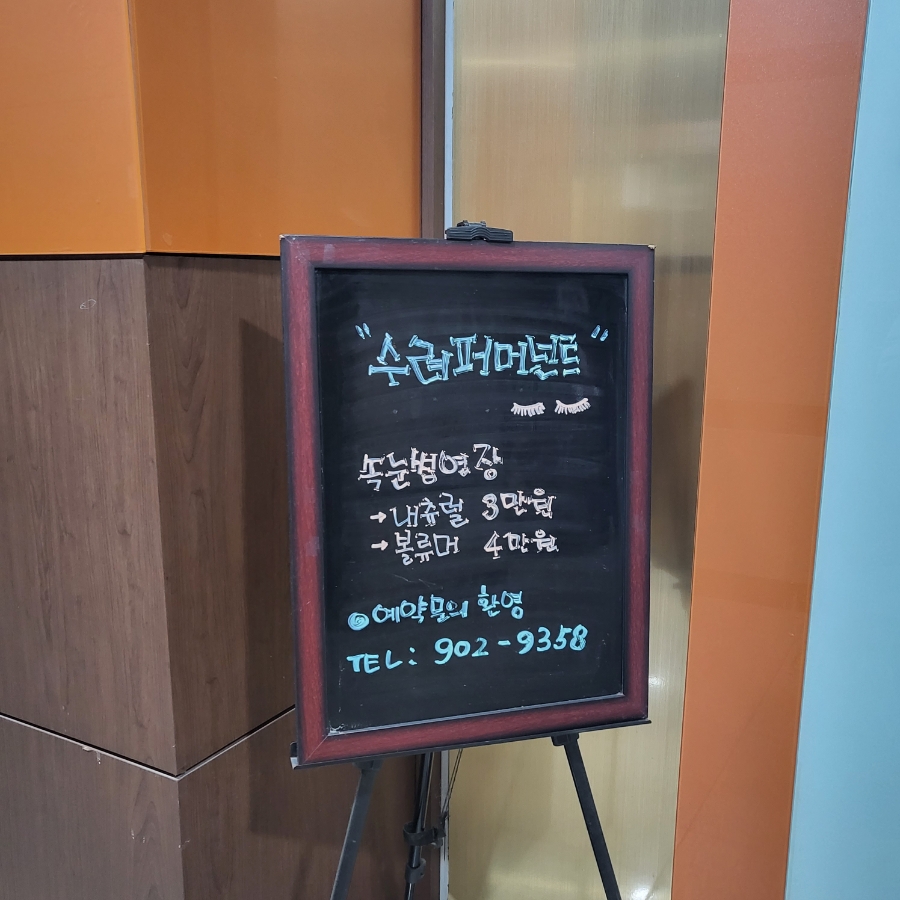 "수려퍼머넌트"
속눈썹연장
→내츄럴 3만원
→볼류머 4만원
◎예약문의 환영
TEL: 902-9358